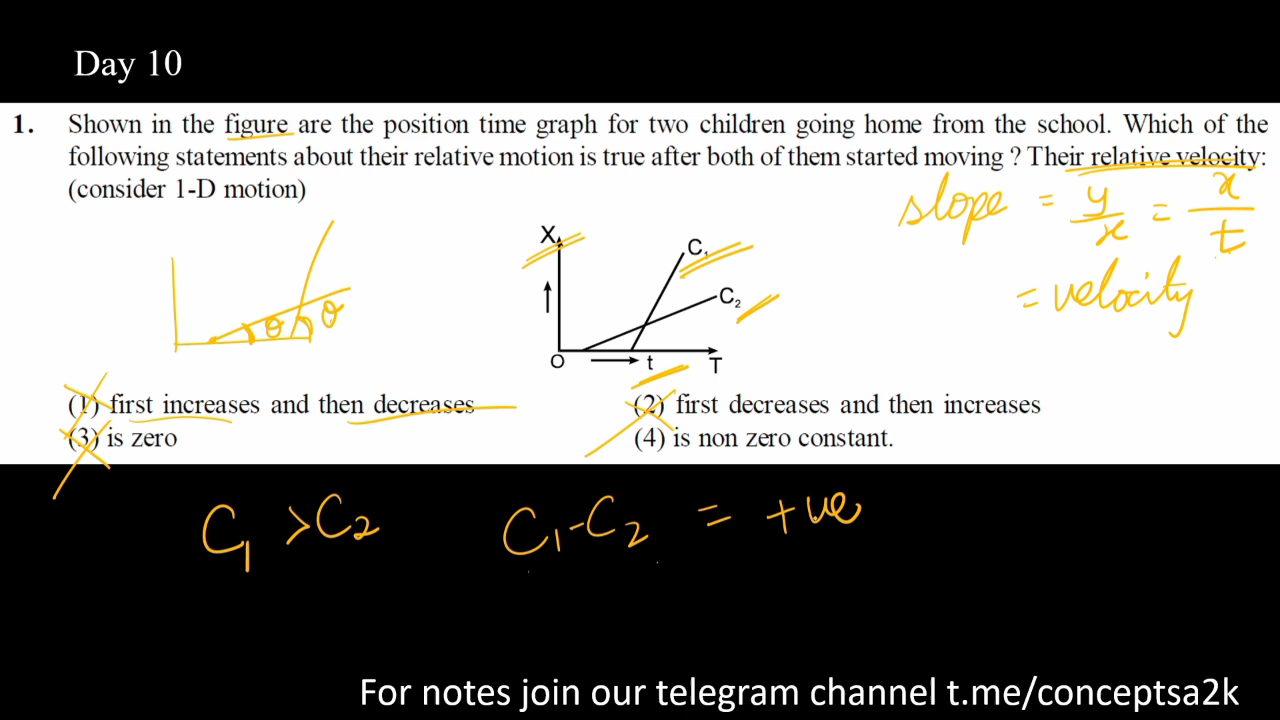 Day 10
1. Shown in the figure are the position time graph for two children going home from the school. Which of the
following statements about their relative motion is true after both of them started moving ? Their relative velocity:
(consider 1-D motion)
slope = y/x = x/t
= velocity
X
C₁
C₂
O
t
T
θ
θ
(1) first increases and then decreases
(2) first decreases and then increases
(3) is zero
(4) is non zero constant.
C₁ > C₂
C₁ - C₂ = +ve
For notes join our telegram channel t.me/conceptsa2k